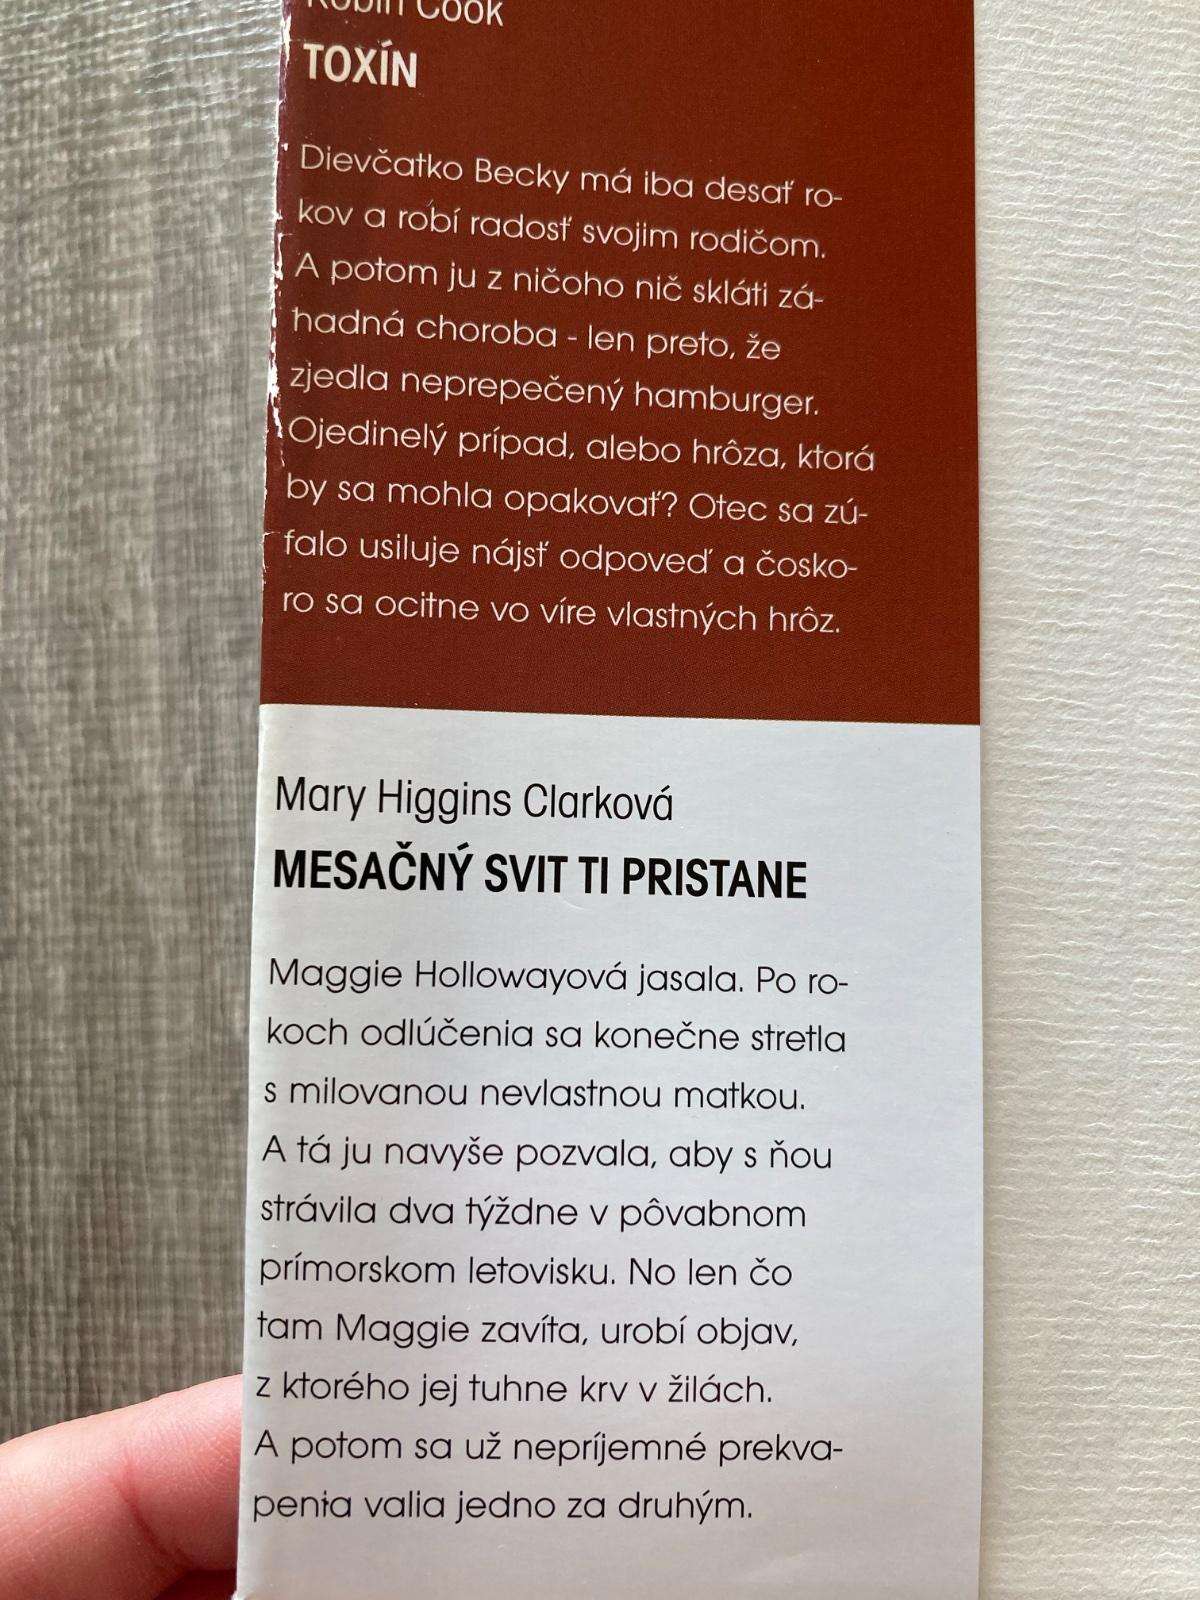 Robin Cook
TOXÍN
Dievčatko Becky má iba desať ro-
kov a robí radosť svojim rodičom.
A potom ju z ničoho nič skláti zá-
hadná choroba - len preto, že
zjedla neprepečený hamburger.
Ojedinelý prípad, alebo hrôza, ktorá
by sa mohla opakovať? Otec sa zú-
falo usiluje nájsť odpoveď a čosko-
ro sa ocitne vo víre vlastných hrôz.
Mary Higgins Clarková
MESAČNÝ SVIT TI PRISTANE
Maggie Hollowayová jasala. Po ro-
koch odlúčenia sa konečne stretla
s milovanou nevlastnou matkou.
A tá ju navyše pozvala, aby s ňou
strávila dva týždne v pôvabnom
prímorskom letovisku. No len čo
tam Maggie zavíta, urobí objav,
z ktorého jej tuhne krv v žilách.
A potom sa už nepríjemné prekva-
penia valia jedno za druhým.